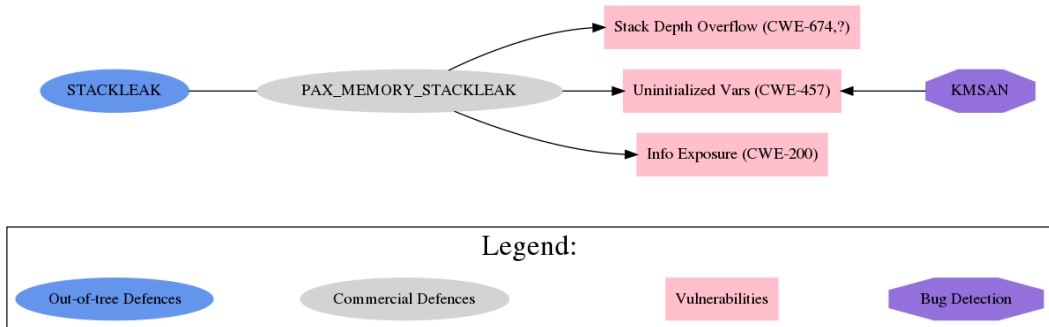 Stack Depth Overflow (CWE-674,?)
STACKLEAK
PAX_MEMORY_STACKLEAK
Uninitialized Vars (CWE-457)
KMSAN
Info Exposure (CWE-200)
Legend:
Out-of-tree Defences
Commercial Defences
Vulnerabilities
Bug Detection